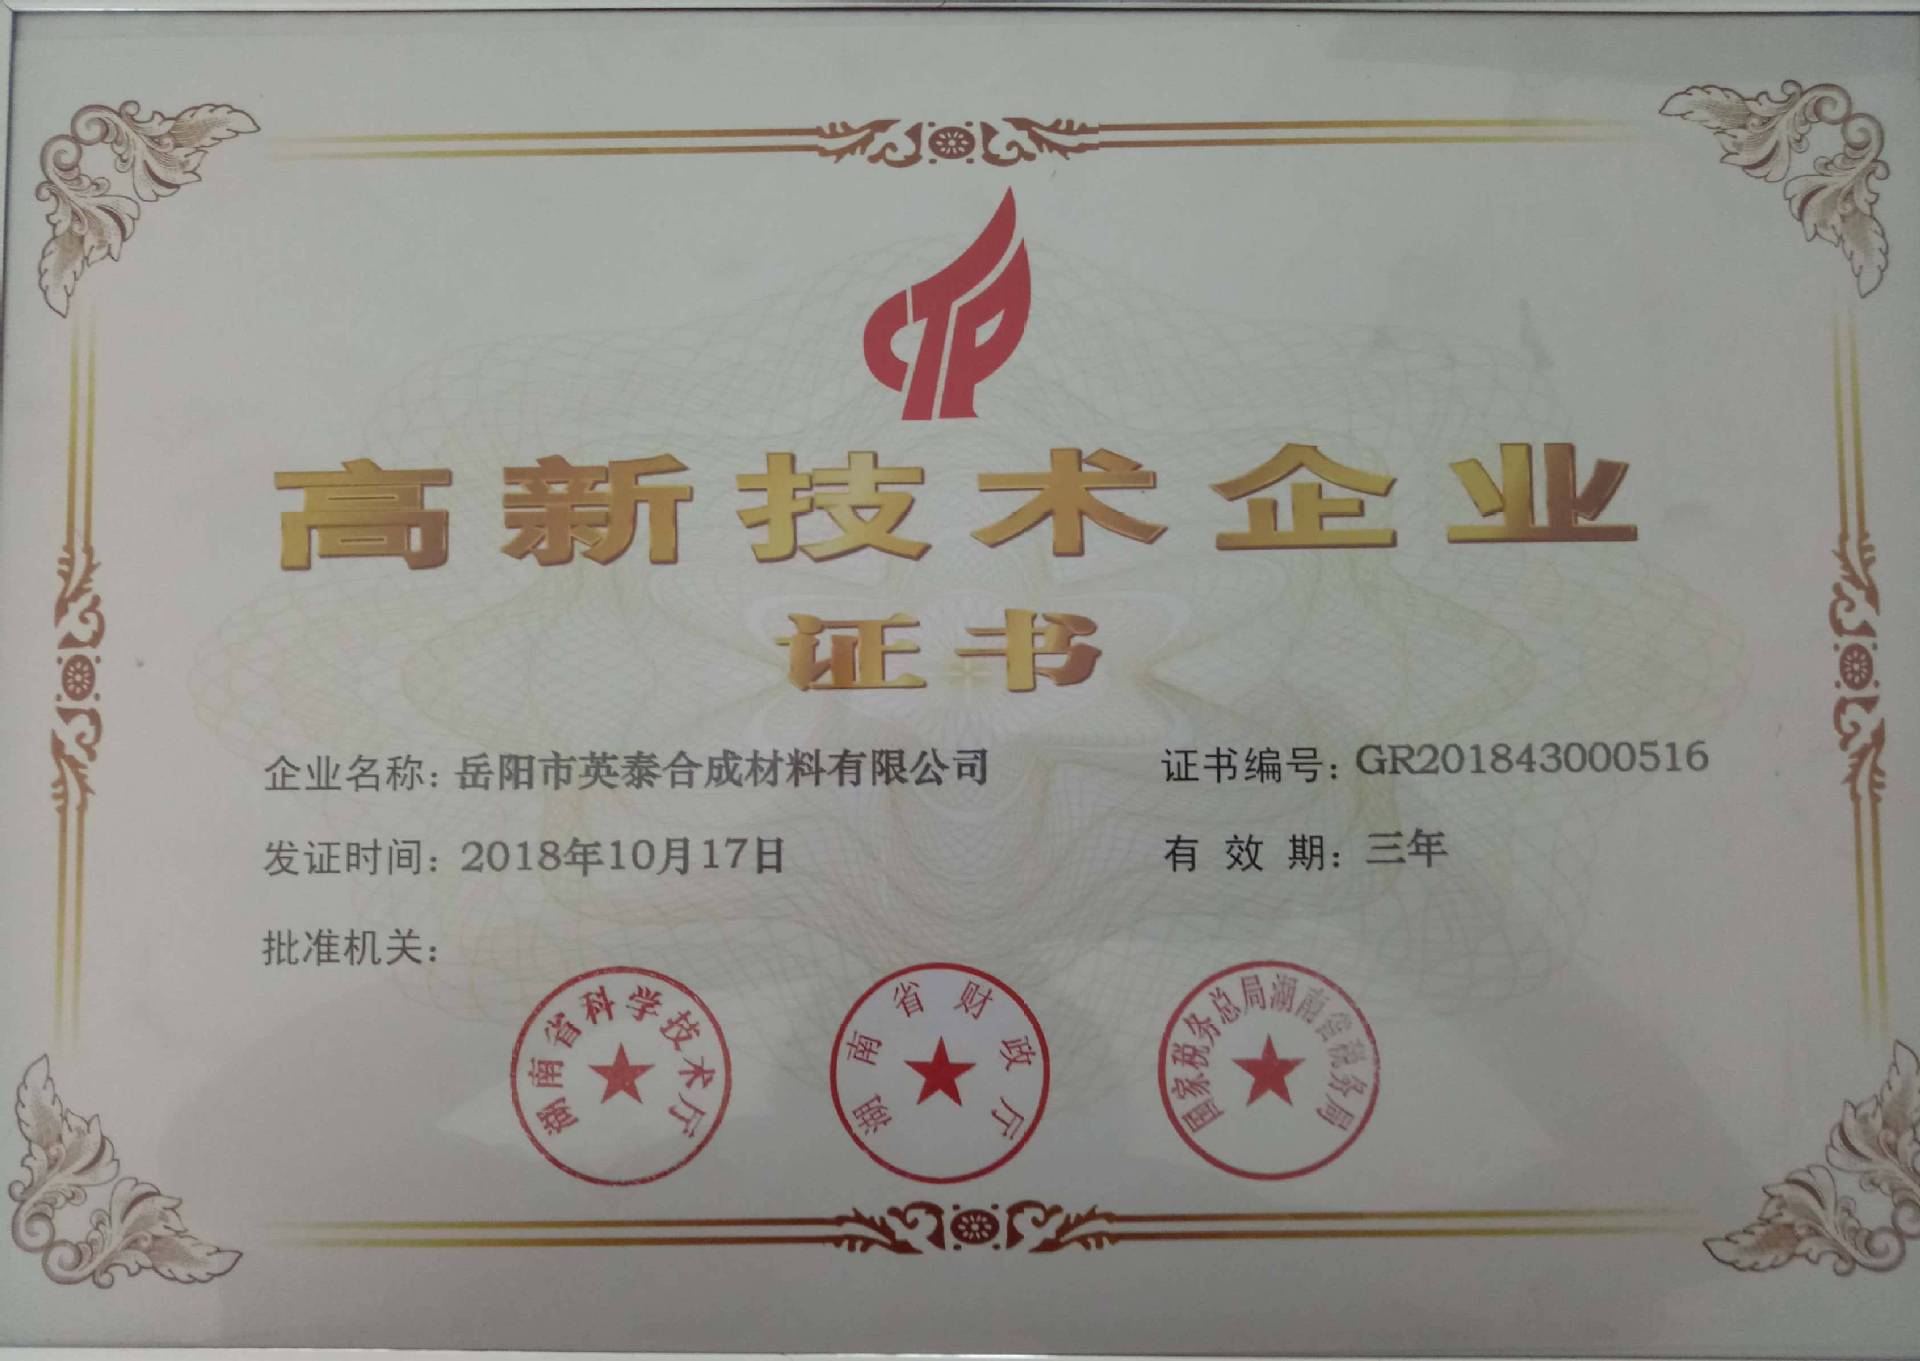 CTP
高新技术企业
证书
企业名称：岳阳市英泰合成材料有限公司
证书编号：GR201843000516
发证时间：2018年10月17日
有效期：三年
批准机关：
湖南省科学技术厅
湖南省财政厅
国家税务总局湖南省税务局